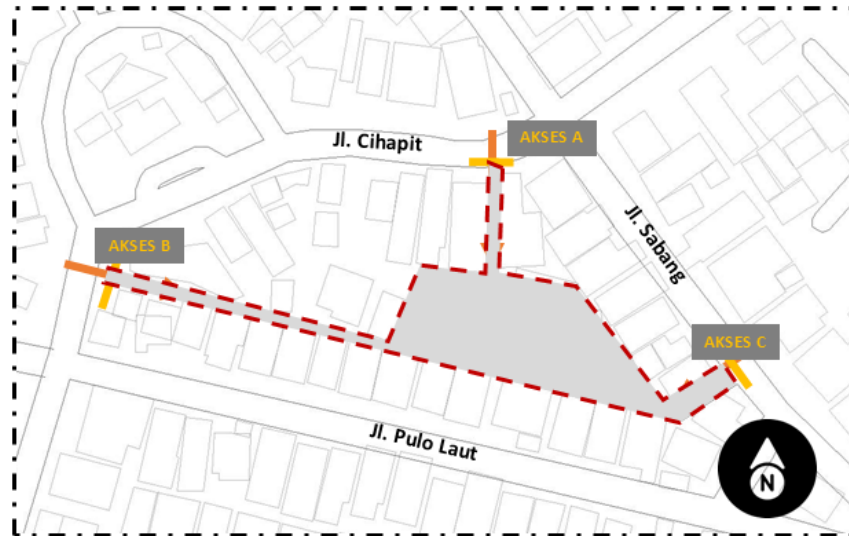 Jl. Cihapit
AKSES A
Jl. Sabang
AKSES B
AKSES C
Jl. Pulo Laut
N